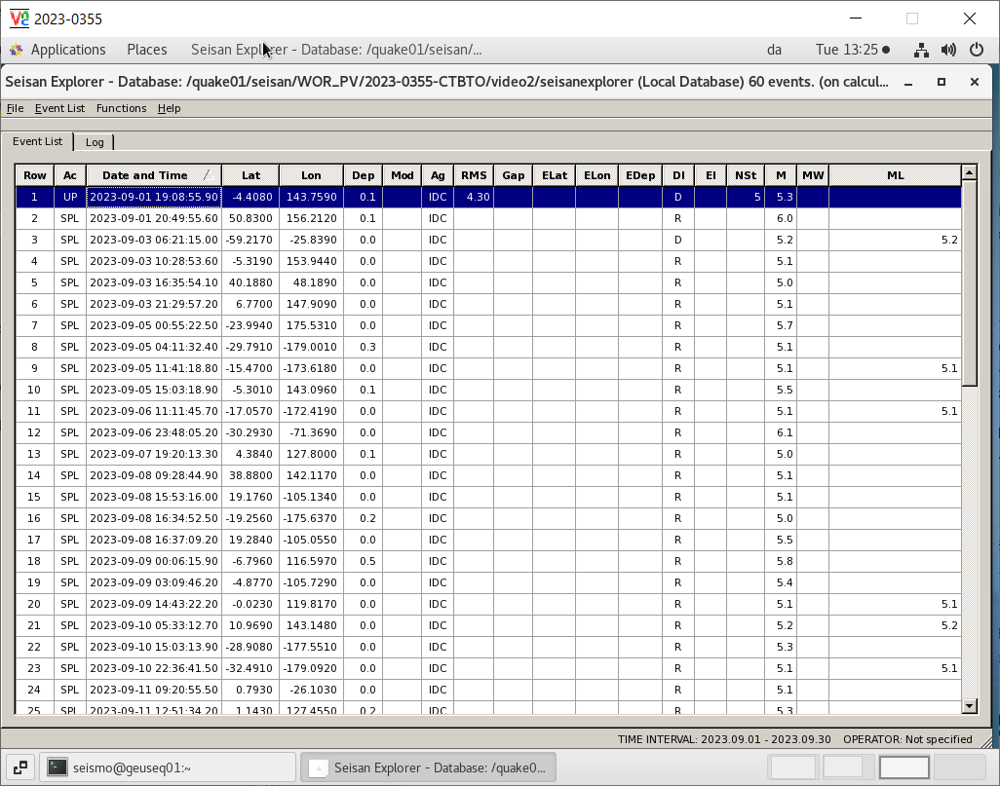 2023-0355
Applications Places Seisan Explorer - Database: /quake01/seisan/... da Tue 13:25
Seisan Explorer - Database: /quake01/seisan/WOR_PV/2023-0355-CTBTO/video2/seisanexplorer (Local Database) 60 events. (on calcul...
File Event List Functions Help
Event List Log
Row Ac Date and Time Lat Lon Dep Mod Ag RMS Gap ELat ELon EDep DI EI NSt M MW ML
1 UP 2023-09-01 19:08:55.90 -4.4080 143.7590 0.1 IDC 4.30 D 5 5.3
2 SPL 2023-09-01 20:49:55.60 50.8300 156.2120 0.1 IDC R 6.0
3 SPL 2023-09-03 06:21:15.00 -59.2170 -25.8390 0.0 IDC D 5.2 5.2
4 SPL 2023-09-03 10:28:53.60 -5.3190 153.9440 0.0 IDC R 5.1
5 SPL 2023-09-03 16:35:54.10 40.1880 48.1890 0.0 IDC R 5.0
6 SPL 2023-09-03 21:29:57.20 6.7700 147.9090 0.0 IDC R 5.1
7 SPL 2023-09-05 00:55:22.50 -23.9940 175.5310 0.0 IDC R 5.7
8 SPL 2023-09-05 04:11:32.40 -29.7910 -179.0010 0.3 IDC R 5.1
9 SPL 2023-09-05 11:41:18.80 -15.4700 -173.6180 0.0 IDC R 5.1 5.1
10 SPL 2023-09-05 15:03:18.90 -5.3010 143.0960 0.1 IDC R 5.5
11 SPL 2023-09-06 11:11:45.70 -17.0570 -172.4190 0.0 IDC R 5.1 5.1
12 SPL 2023-09-06 23:48:05.20 -30.2930 -71.3690 0.0 IDC R 6.1
13 SPL 2023-09-07 19:20:13.30 4.3840 127.8000 0.1 IDC R 5.0
14 SPL 2023-09-08 09:28:44.90 38.8800 142.1170 0.0 IDC R 5.1
15 SPL 2023-09-08 15:53:16.00 19.1760 -105.1340 0.0 IDC R 5.1
16 SPL 2023-09-08 16:34:52.50 -19.2560 -175.6370 0.2 IDC R 5.0
17 SPL 2023-09-08 16:37:09.20 19.2840 -105.0550 0.0 IDC R 5.5
18 SPL 2023-09-09 00:06:15.90 -6.7960 116.5970 0.5 IDC R 5.8
19 SPL 2023-09-09 03:09:46.20 -4.8770 -105.7290 0.0 IDC R 5.4
20 SPL 2023-09-09 14:43:22.20 -0.0230 119.8170 0.0 IDC R 5.1 5.1
21 SPL 2023-09-10 05:33:12.70 10.9690 143.1480 0.0 IDC R 5.2 5.2
22 SPL 2023-09-10 15:03:13.90 -28.9080 -177.5510 0.0 IDC R 5.3
23 SPL 2023-09-10 22:36:41.50 -32.4910 -179.0920 0.0 IDC R 5.1 5.1
24 SPL 2023-09-11 09:20:55.50 0.7930 -26.1030 0.0 IDC R 5.1
25 SPL 2023-09-11 12:51:34.20 1.1430 127.4550 0.2 IDC R 5.3
TIME INTERVAL: 2023.09.01 - 2023.09.30 OPERATOR: Not specified
seismo@geuseq01:~ Seisan Explorer - Database: /quake0...